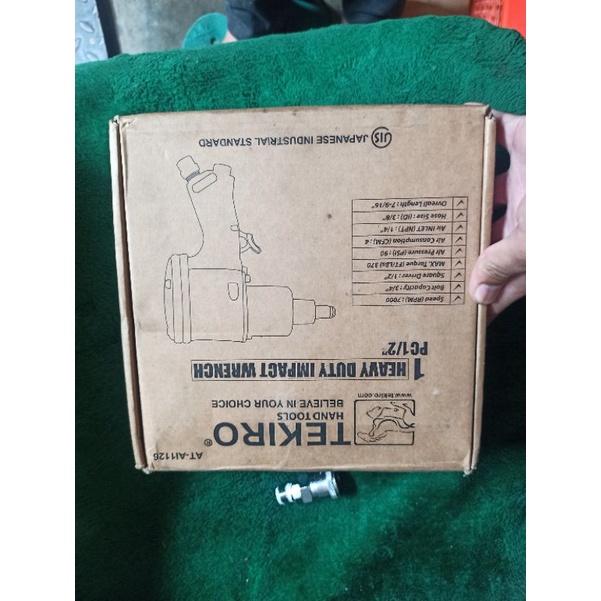 AT-AI1126
TEKIRO®
HAND TOOLS
BELIEVE IN YOUR CHOICE
www.tekiro.com
1 HEAVY DUTY IMPACT WRENCH
PC1/2"
Speed (RPM) : 7000
Bolt Capacity : 3/4"
Square Driver : 1/2"
MAX. Torque (FT/Lbs) 370
Air Pressure (PSI) : 90
Air Consumption (CFM) : 4
Air INLET (NPT) : 1/4"
Hose Size (ID) : 3/8"
Overall Length : 7-9/16"
JIS JAPANESE INDUSTRIAL STANDARD